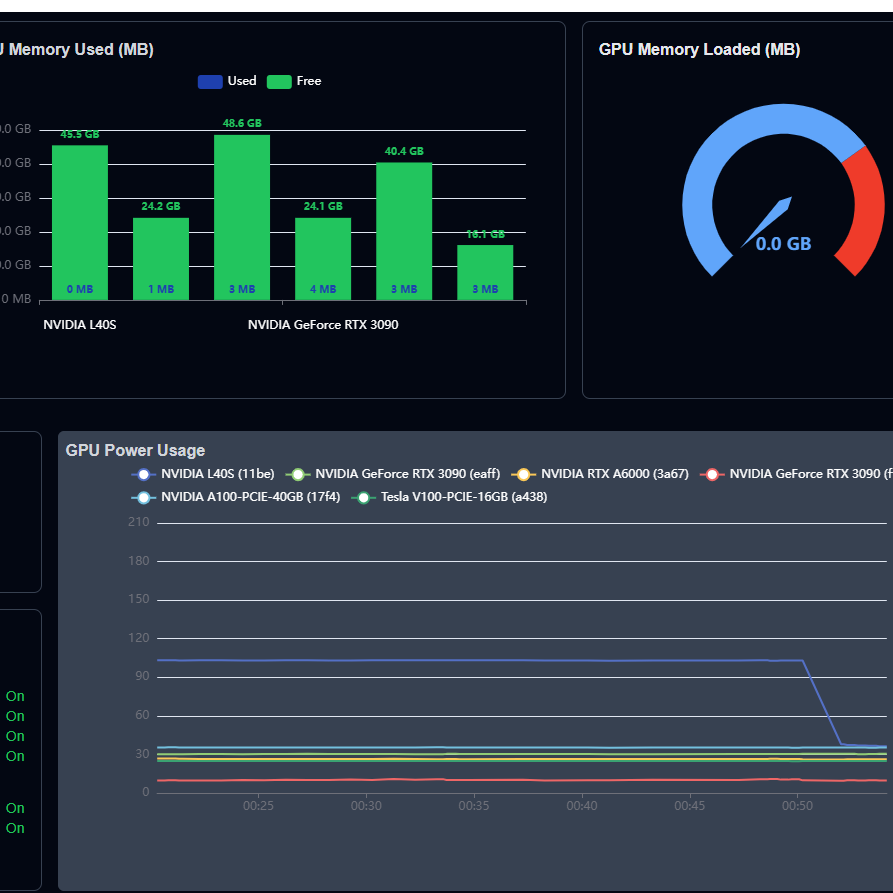 Memory Used (MB)
Used Free
45.5 GB
24.2 GB
48.6 GB
24.1 GB
40.4 GB
16.1 GB
.0 GB
.0 GB
.0 GB
.0 GB
.0 GB
0 MB
0 MB 1 MB 3 MB 4 MB 3 MB 3 MB
NVIDIA L40S NVIDIA GeForce RTX 3090
GPU Memory Loaded (MB)
0.0 GB
On
On
On
On
On
On
GPU Power Usage
NVIDIA L40S (11be) NVIDIA GeForce RTX 3090 (eaff) NVIDIA RTX A6000 (3a67) NVIDIA GeForce RTX 3090 (f
NVIDIA A100-PCIE-40GB (17f4) Tesla V100-PCIE-16GB (a438)
210
180
150
120
90
60
30
0
00:25 00:30 00:35 00:40 00:45 00:50